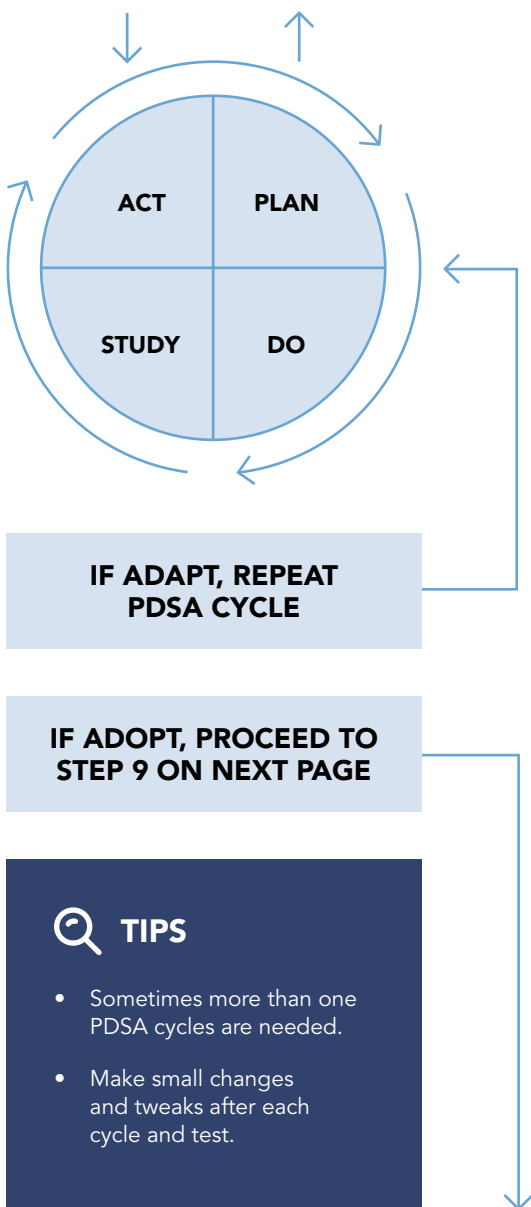 ACT PLAN
STUDY DO
IF ADAPT, REPEAT
PDSA CYCLE
IF ADOPT, PROCEED TO
STEP 9 ON NEXT PAGE
TIPS
• Sometimes more than one
PDSA cycles are needed.
• Make small changes
and tweaks after each
cycle and test.